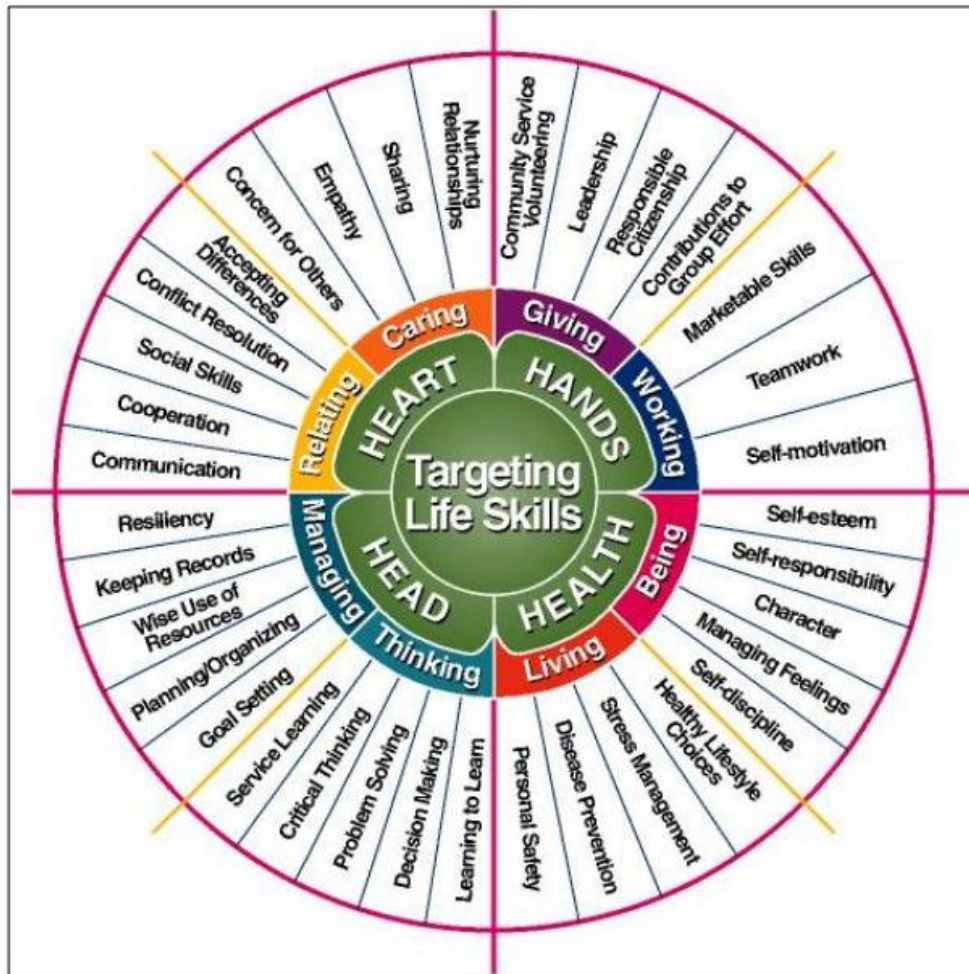 Targeting
Life Skills
HEART
HANDS
HEALTH
HEAD
Caring
Giving
Working
Being
Living
Thinking
Managing
Relating
Community Service
Volunteering
Leadership
Responsible
Citizenship
Contributions to
Group Effort
Marketable Skills
Teamwork
Self-motivation
Self-esteem
Self-responsibility
Character
Managing Feelings
Self-discipline
Healthy Lifestyle
Choices
Stress Management
Disease Prevention
Personal Safety
Learning to Learn
Decision Making
Problem Solving
Critical Thinking
Service Learning
Goal Setting
Planning/Organizing
Wise Use of
Resources
Keeping Records
Resiliency
Communication
Cooperation
Social Skills
Conflict Resolution
Accepting
Differences
Concern for Others
Empathy
Sharing
Nurturing
Relationships